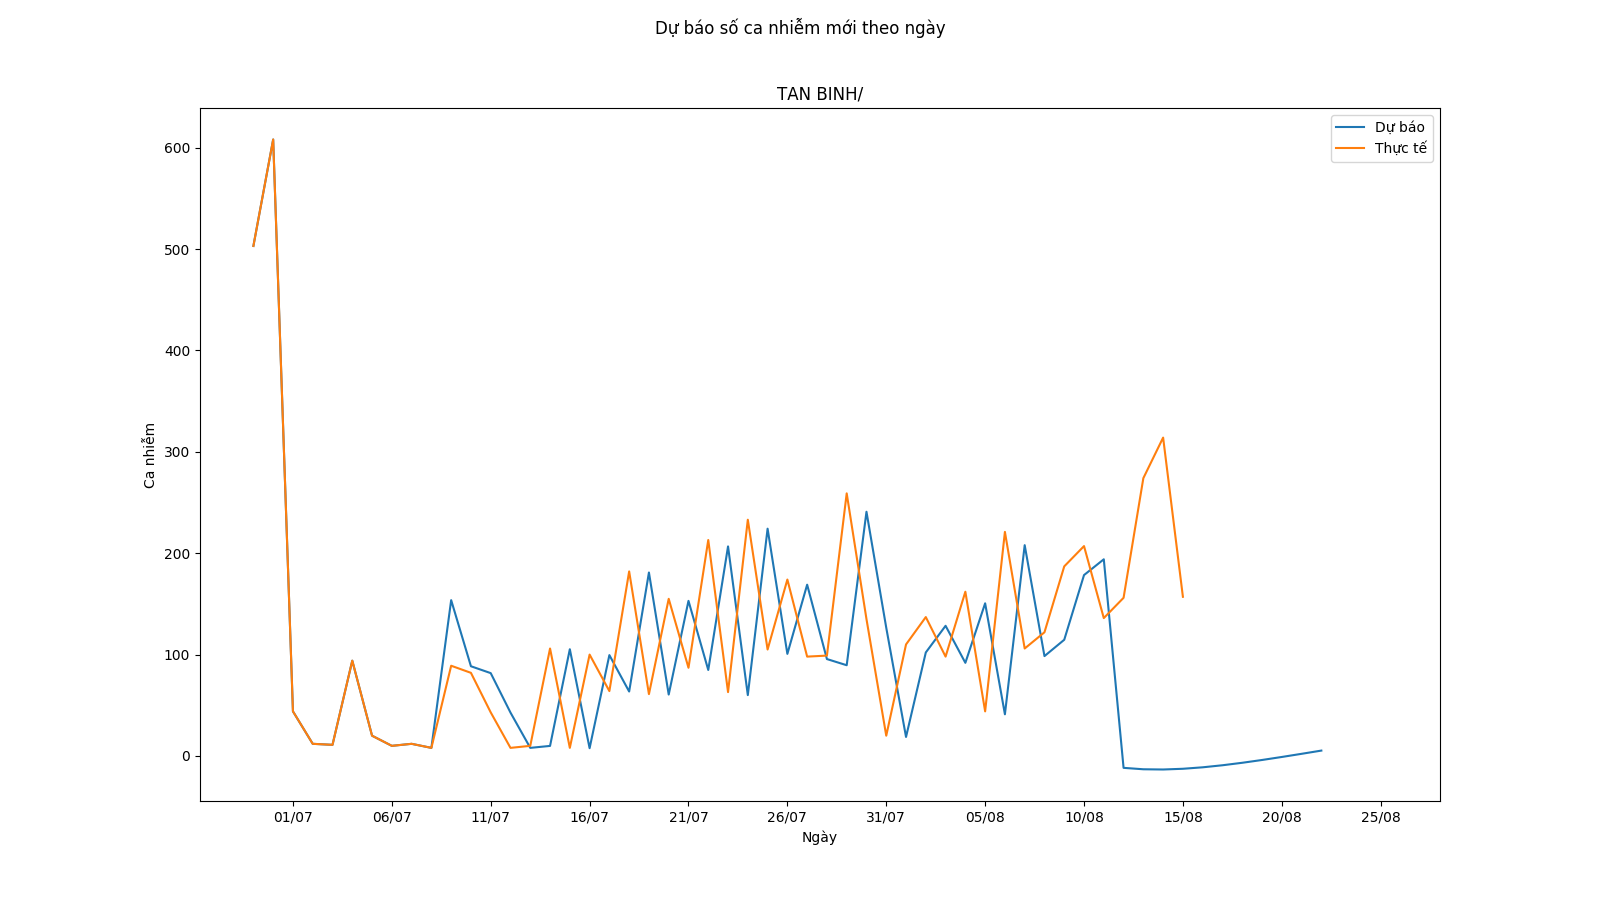 Dự báo số ca nhiễm mới theo ngày
TAN BINH/
Dự báo
Thực tế
600
500
400
300
200
100
0
Ca nhiễm
01/07 06/07 11/07 16/07 21/07 26/07 31/07 05/08 10/08 15/08 20/08 25/08
Ngày